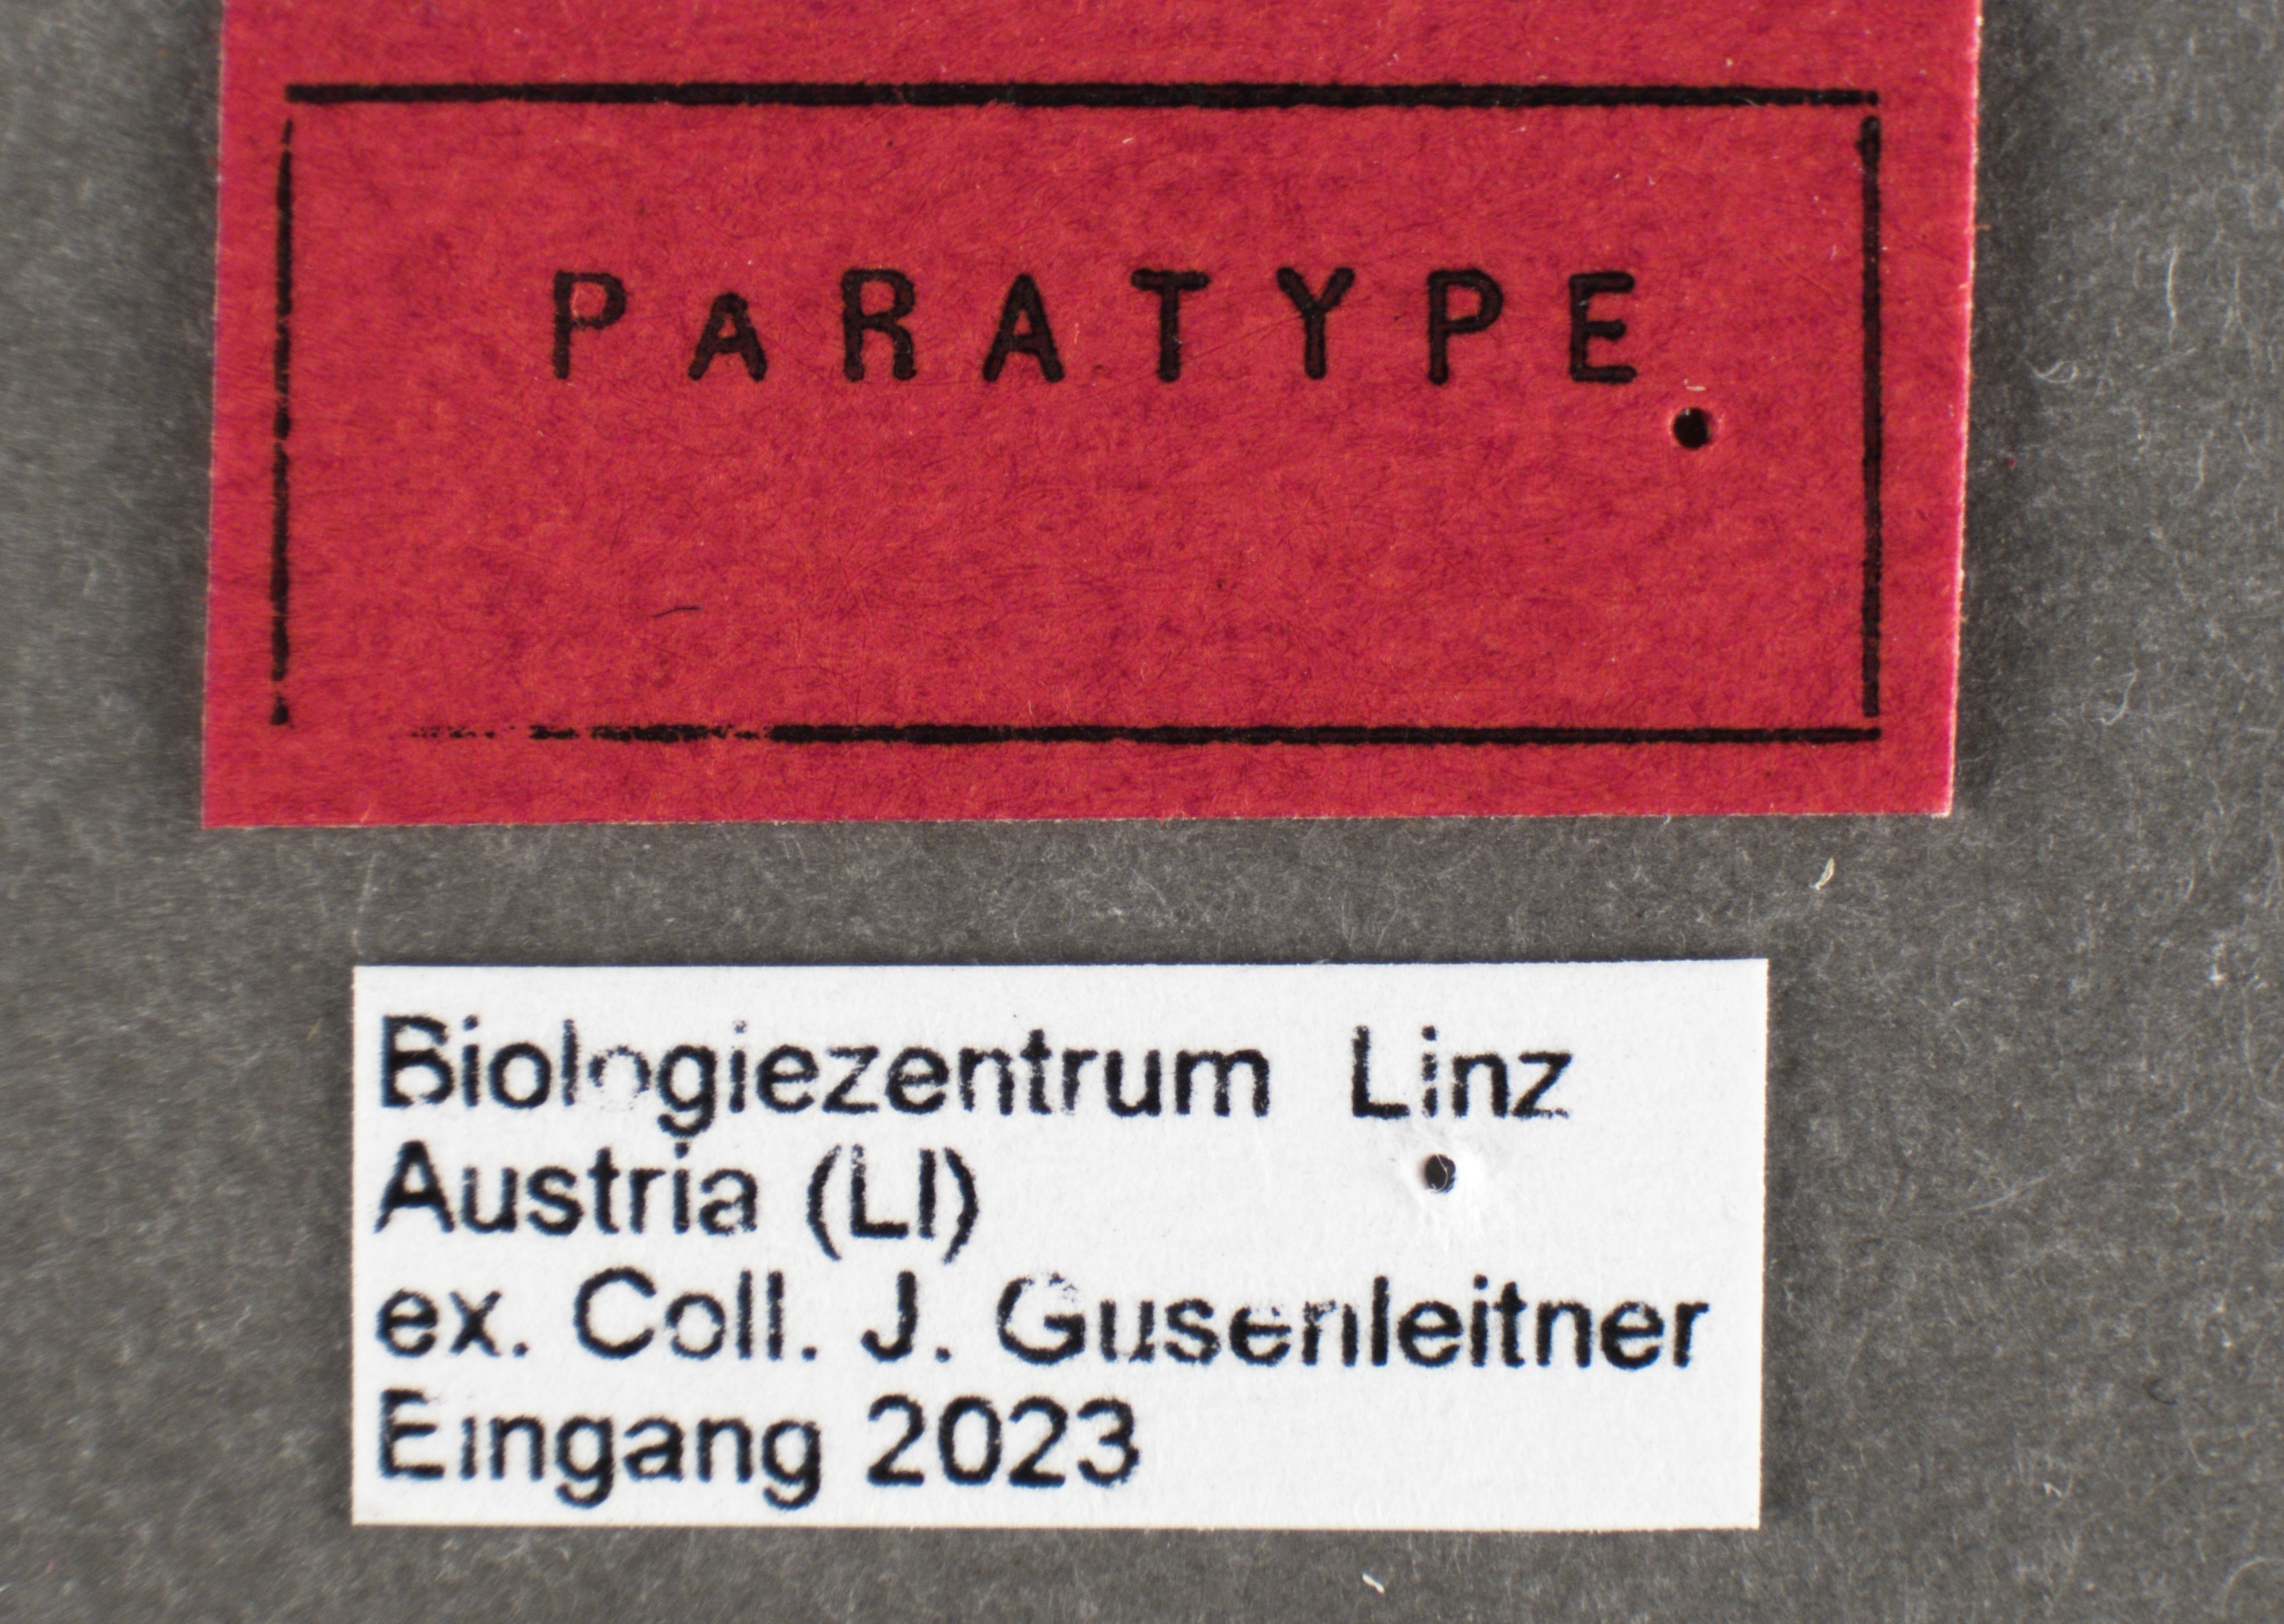 PARATYPE
Biologiezentrum Linz
Austria (LI)
ex. Coll. J. Gusenleitner
Eingang 2023